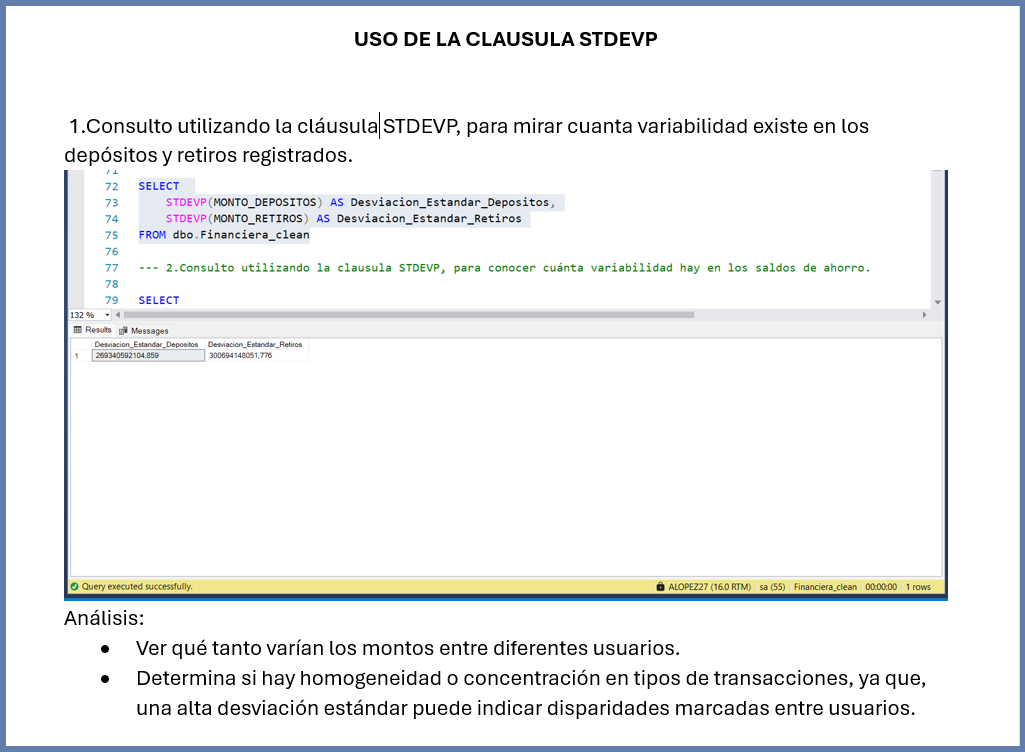 USO DE LA CLAUSULA STDEVP
1.Consulto utilizando la cláusula STDEVP, para mirar cuanta variabilidad existe en los
depósitos y retiros registrados.
71
72 SELECT
73 STDEVP(MONTO_DEPOSITOS) AS Desviacion_Estandar_Depositos,
74 STDEVP(MONTO_RETIROS) AS Desviacion_Estandar_Retiros
75 FROM dbo.Financiera_clean
76
77 --- 2.Consulto utilizando la clausula STDEVP, para conocer cuánta variabilidad hay en los saldos de ahorro.
78
79 SELECT
132 %
Results Messages
Desviacion_Estandar_Depositos Desviacion_Estandar_Retiros
1 269340592104,859 300694148051,776
Query executed successfully. ALOPEZ27 (16.0 RTM) sa (55) Financiera_clean 00:00:00 1 rows
Análisis:
• Ver qué tanto varían los montos entre diferentes usuarios.
• Determina si hay homogeneidad o concentración en tipos de transacciones, ya que,
una alta desviación estándar puede indicar disparidades marcadas entre usuarios.